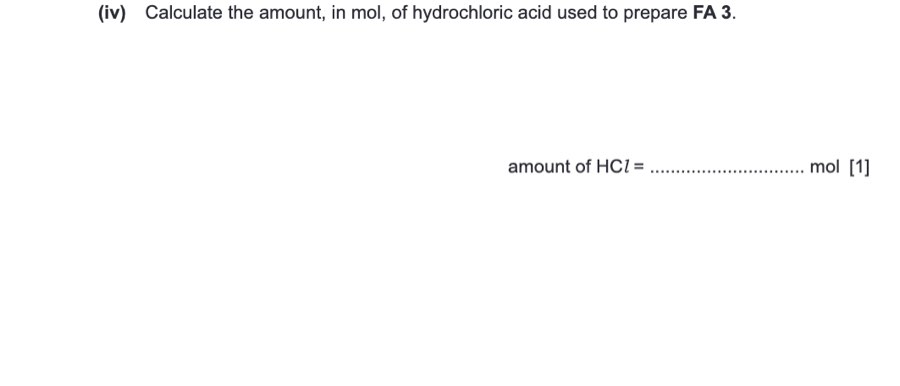 (iv) Calculate the amount, in mol, of hydrochloric acid used to prepare FA 3.
amount of HCl = .............................. mol [1]